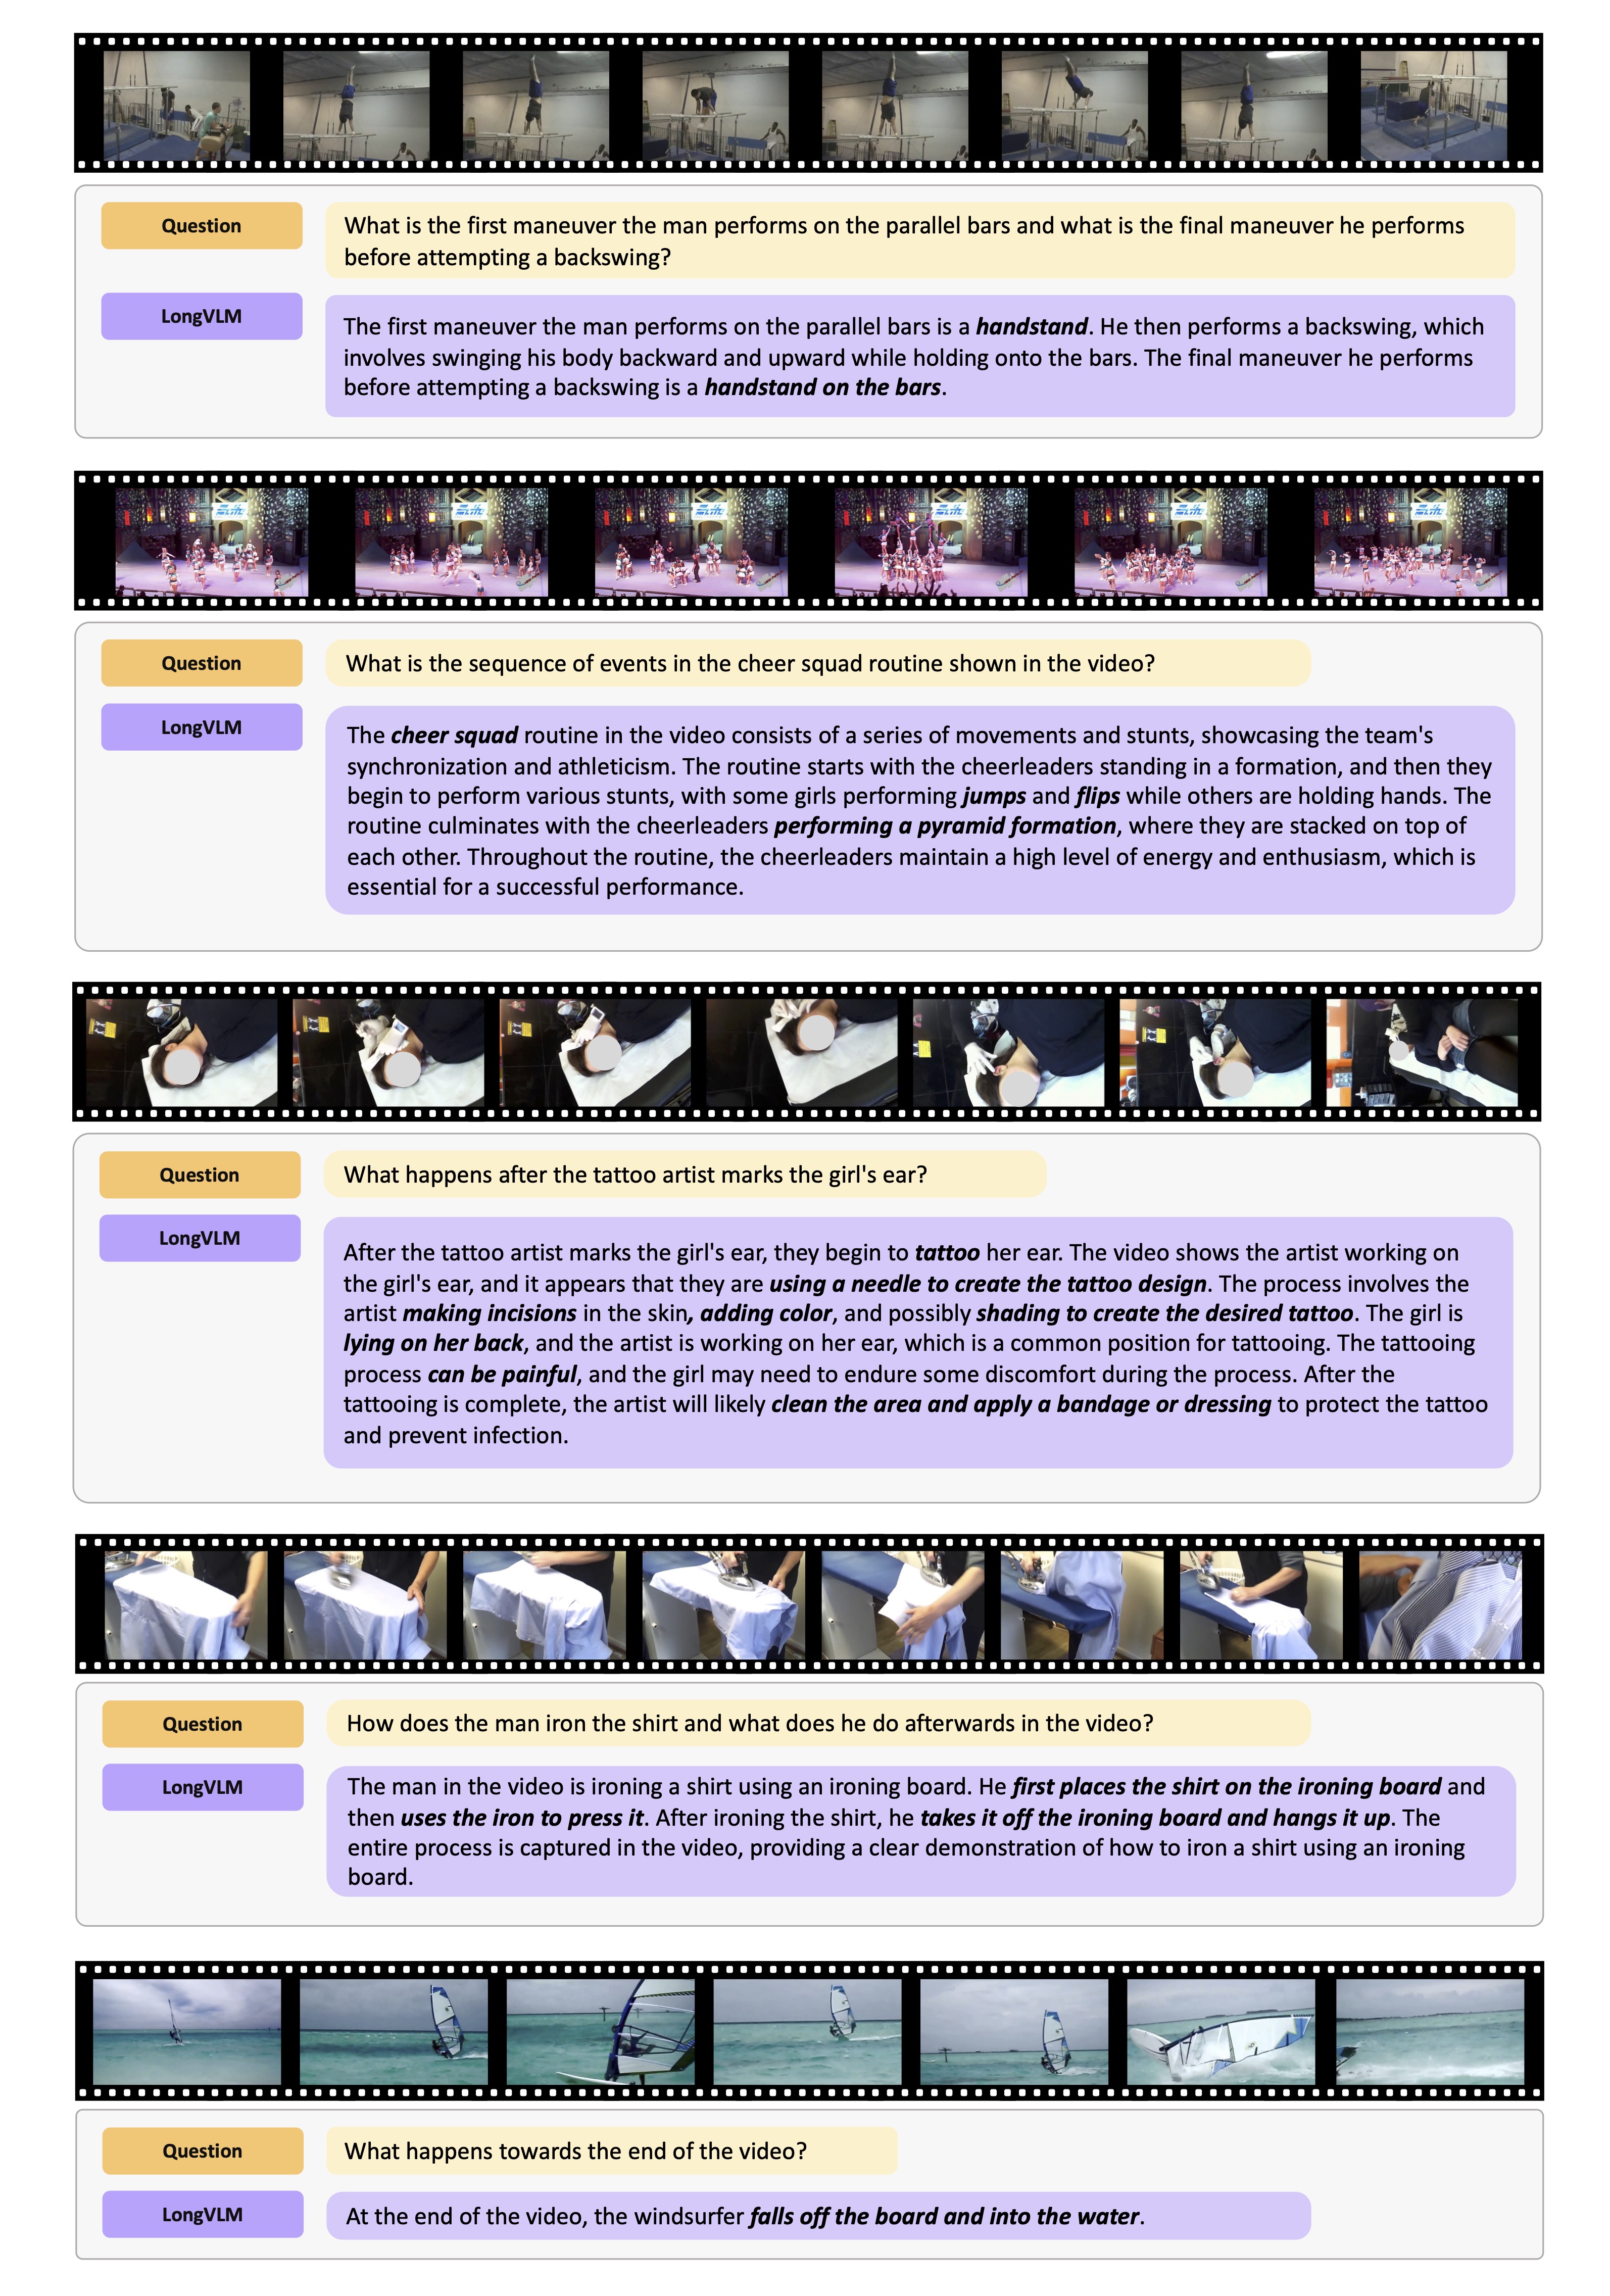 Question
What is the first maneuver the man performs on the parallel bars and what is the final maneuver he performs
before attempting a backswing?
LongVLM
The first maneuver the man performs on the parallel bars is a handstand. He then performs a backswing, which
involves swinging his body backward and upward while holding onto the bars. The final maneuver he performs
before attempting a backswing is a handstand on the bars.
Question
What is the sequence of events in the cheer squad routine shown in the video?
LongVLM
The cheer squad routine in the video consists of a series of movements and stunts, showcasing the team's
synchronization and athleticism. The routine starts with the cheerleaders standing in a formation, and then they
begin to perform various stunts, with some girls performing jumps and flips while others are holding hands. The
routine culminates with the cheerleaders performing a pyramid formation, where they are stacked on top of
each other. Throughout the routine, the cheerleaders maintain a high level of energy and enthusiasm, which is
essential for a successful performance.
Question
What happens after the tattoo artist marks the girl's ear?
LongVLM
After the tattoo artist marks the girl's ear, they begin to tattoo her ear. The video shows the artist working on
the girl's ear, and it appears that they are using a needle to create the tattoo design. The process involves the
artist making incisions in the skin, adding color, and possibly shading to create the desired tattoo. The girl is
lying on her back, and the artist is working on her ear, which is a common position for tattooing. The tattooing
process can be painful, and the girl may need to endure some discomfort during the process. After the
tattooing is complete, the artist will likely clean the area and apply a bandage or dressing to protect the tattoo
and prevent infection.
Question
How does the man iron the shirt and what does he do afterwards in the video?
LongVLM
The man in the video is ironing a shirt using an ironing board. He first places the shirt on the ironing board and
then uses the iron to press it. After ironing the shirt, he takes it off the ironing board and hangs it up. The
entire process is captured in the video, providing a clear demonstration of how to iron a shirt using an ironing
board.
Question
What happens towards the end of the video?
LongVLM
At the end of the video, the windsurfer falls off the board and into the water.